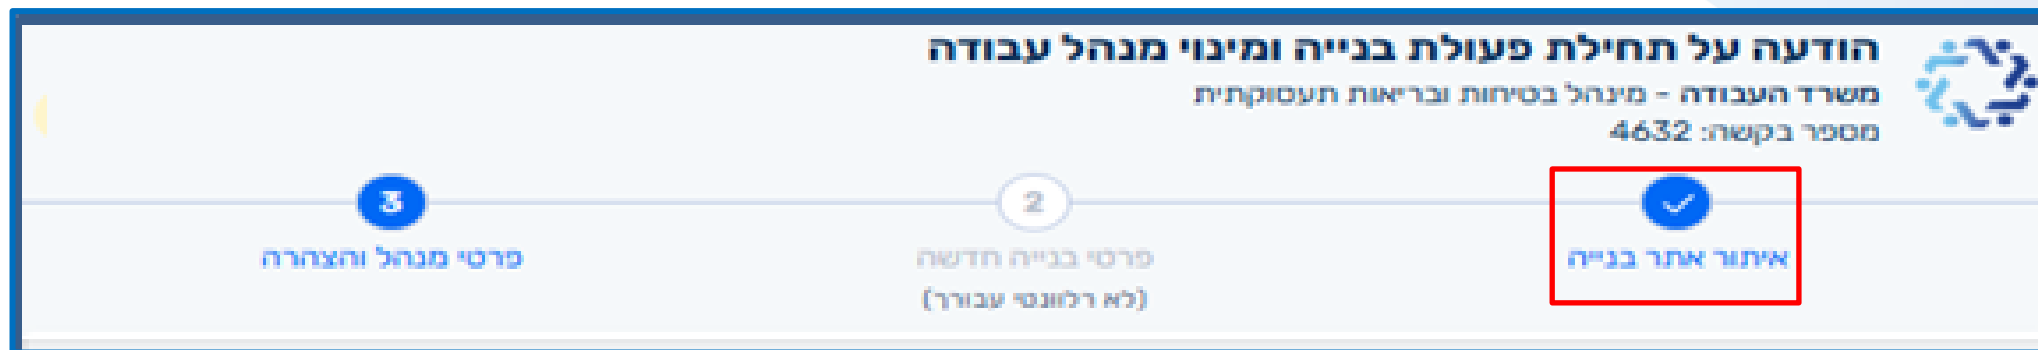 הודעה על תחילת פעולת בנייה ומינוי מנהל עבודה
משרד העבודה - מינהל בטיחות ובריאות תעסוקתית
מספר בקשה: 4632
איתור אתר בנייה
2
פרטי בנייה חדשה
(לא רלוונטי עבורך)
3
פרטי מנהל והצהרה